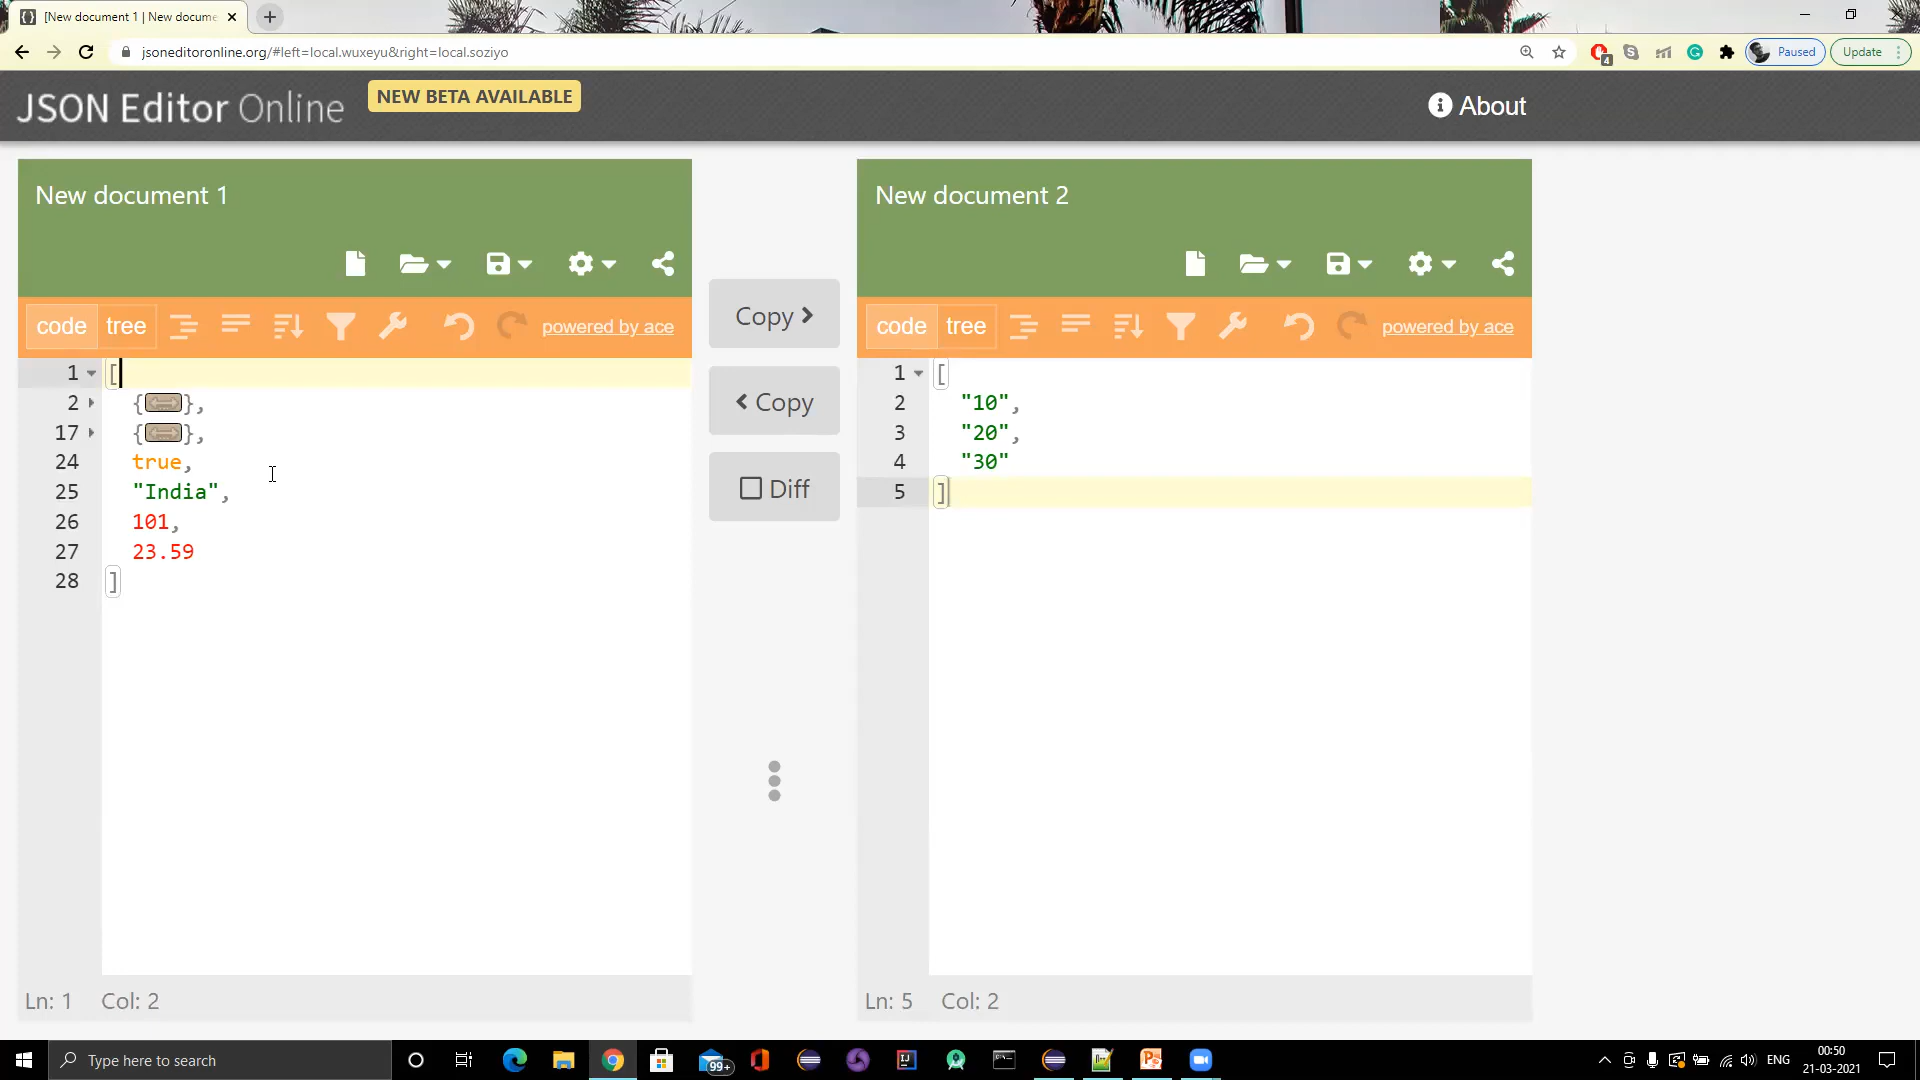 [New document 1 | New docume
jsoneditoronline.org/#left=local.wuxeyu&right=local.soziyo
4
Paused
Update
JSON Editor Online
NEW BETA AVAILABLE
About
New document 1
New document 2
code tree
powered by ace
code tree
powered by ace
Copy
Copy
Diff
1 [
2 {},
17 {},
24 true,
25 "India",
26 101,
27 23.59
28 ]
1 [
2 "10",
3 "20",
4 "30"
5 ]
Ln: 1 Col: 2
Ln: 5 Col: 2
Type here to search
99+
ENG
00:50
21-03-2021